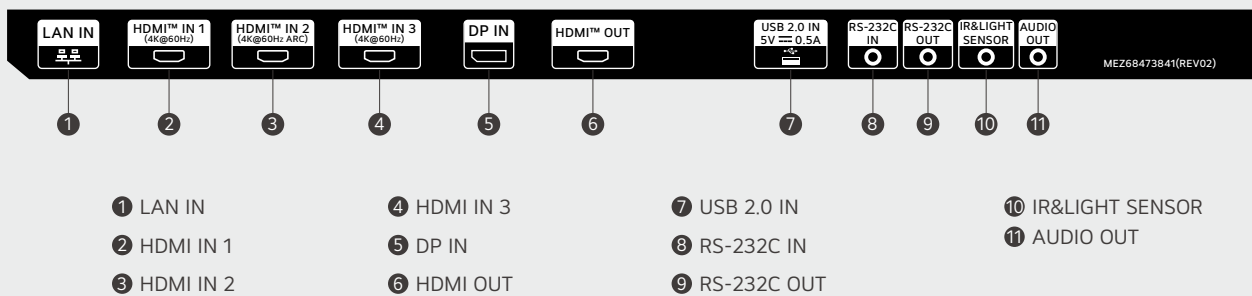 LAN IN
HDMI™ IN 1
(4K@60Hz)
HDMI™ IN 2
(4K@60Hz ARC)
HDMI™ IN 3
(4K@60Hz)
DP IN
HDMI™ OUT
USB 2.0 IN
5V ⎓ 0.5A
RS-232C
IN
RS-232C
OUT
IR&LIGHT
SENSOR
AUDIO
OUT
MEZ68473841(REV02)
1
2
3
4
5
6
7
8
9
10
11
1 LAN IN
2 HDMI IN 1
3 HDMI IN 2
4 HDMI IN 3
5 DP IN
6 HDMI OUT
7 USB 2.0 IN
8 RS-232C IN
9 RS-232C OUT
10 IR&LIGHT SENSOR
11 AUDIO OUT